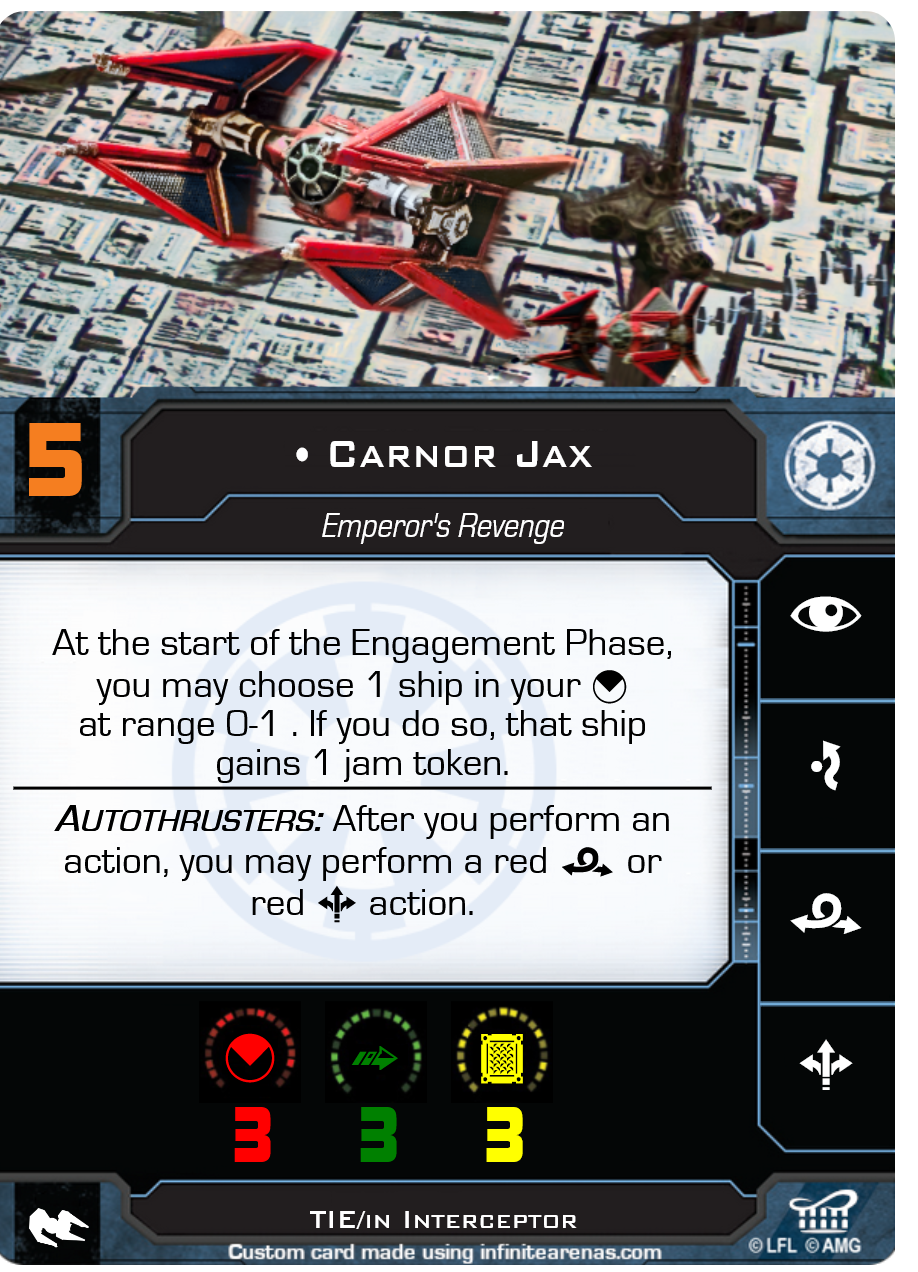 5
• Carnor Jax
Emperor's Revenge
At the start of the Engagement Phase,
you may choose 1 ship in your
at range 0-1 . If you do so, that ship
gains 1 jam token.
Autothrusters: After you perform an
action, you may perform a red or
red action.
3 3 3
TIE/in Interceptor
Custom card made using infinitearenas.com
© LFL © AMG